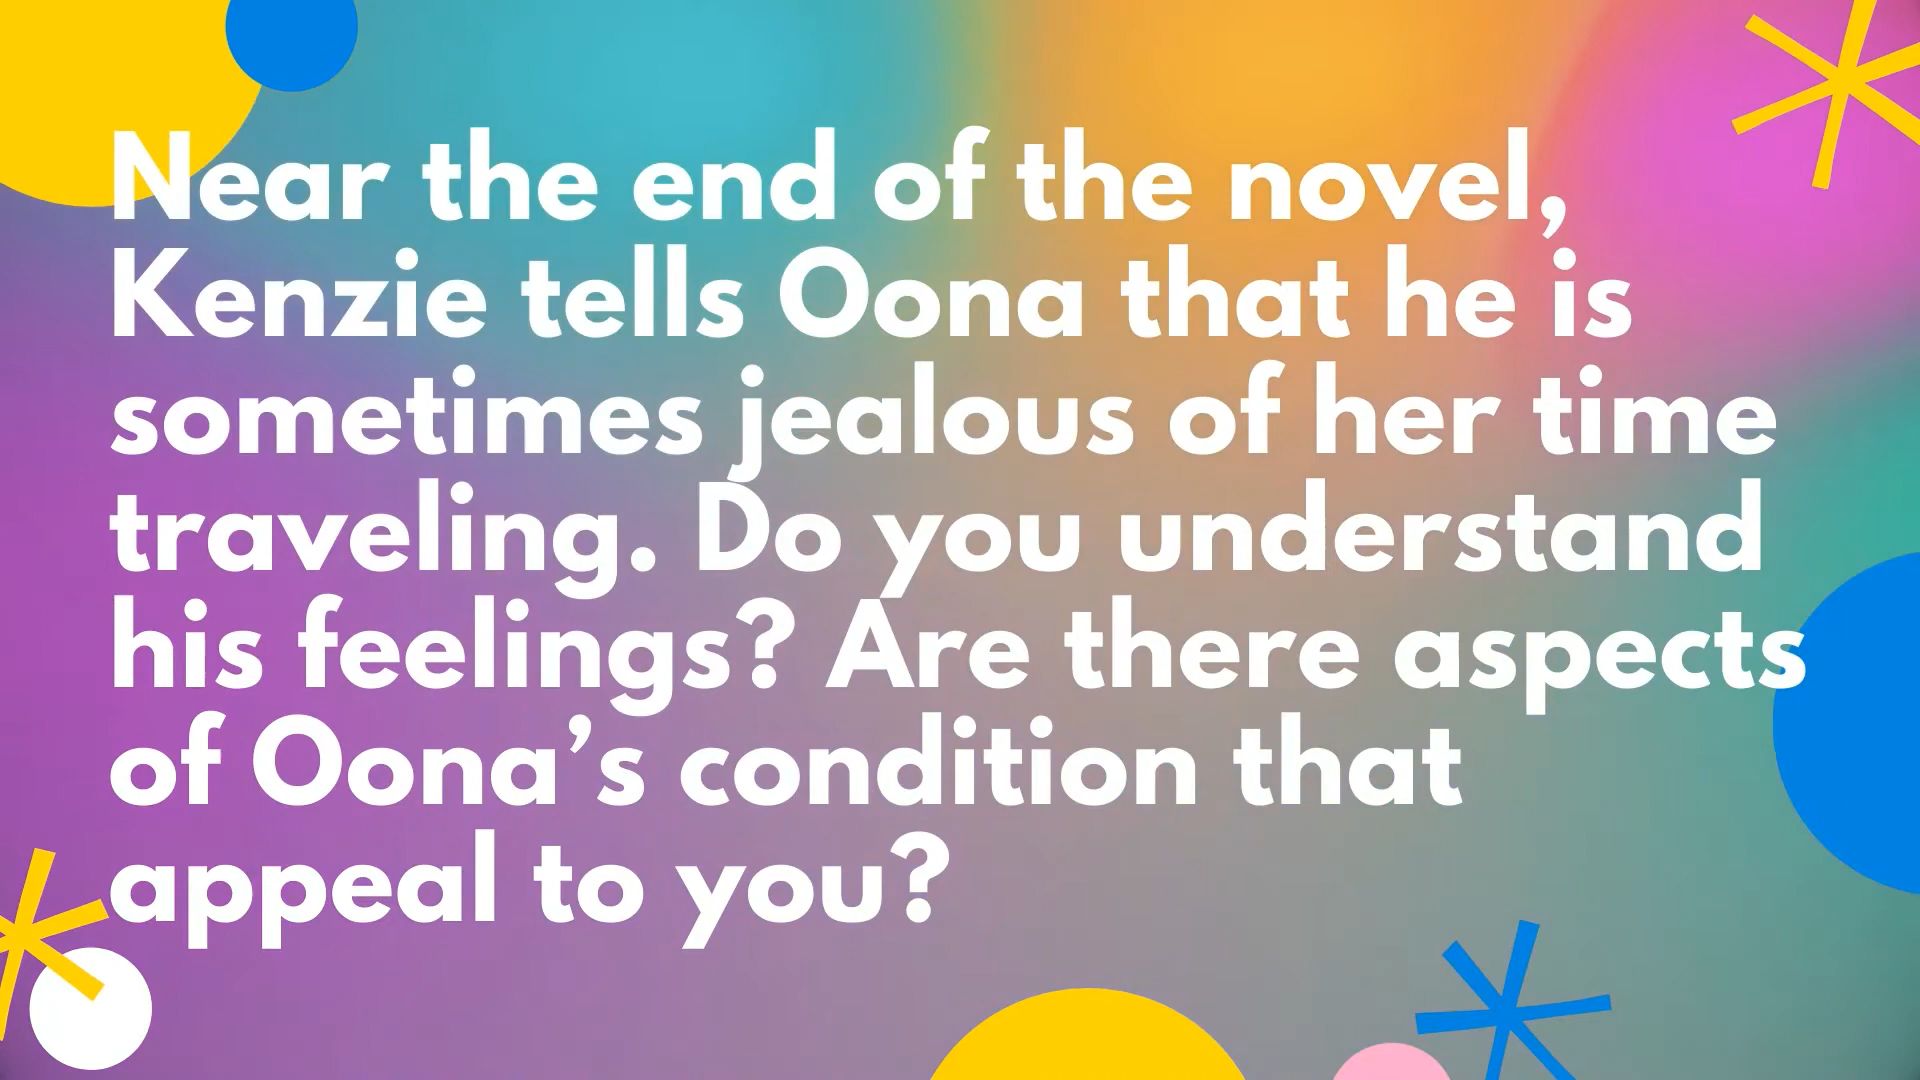 Near the end of the novel,
Kenzie tells Oona that he is
sometimes jealous of her time
traveling. Do you understand
his feelings? Are there aspects
of Oona’s condition that
appeal to you?